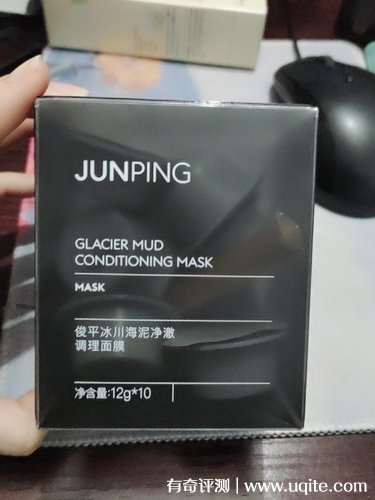 JUNPING
GLACIER MUD
CONDITIONING MASK
MASK
俊平冰川海泥净澈
调理面膜
净含量:12g*10
有奇评测 | www.uqite.com